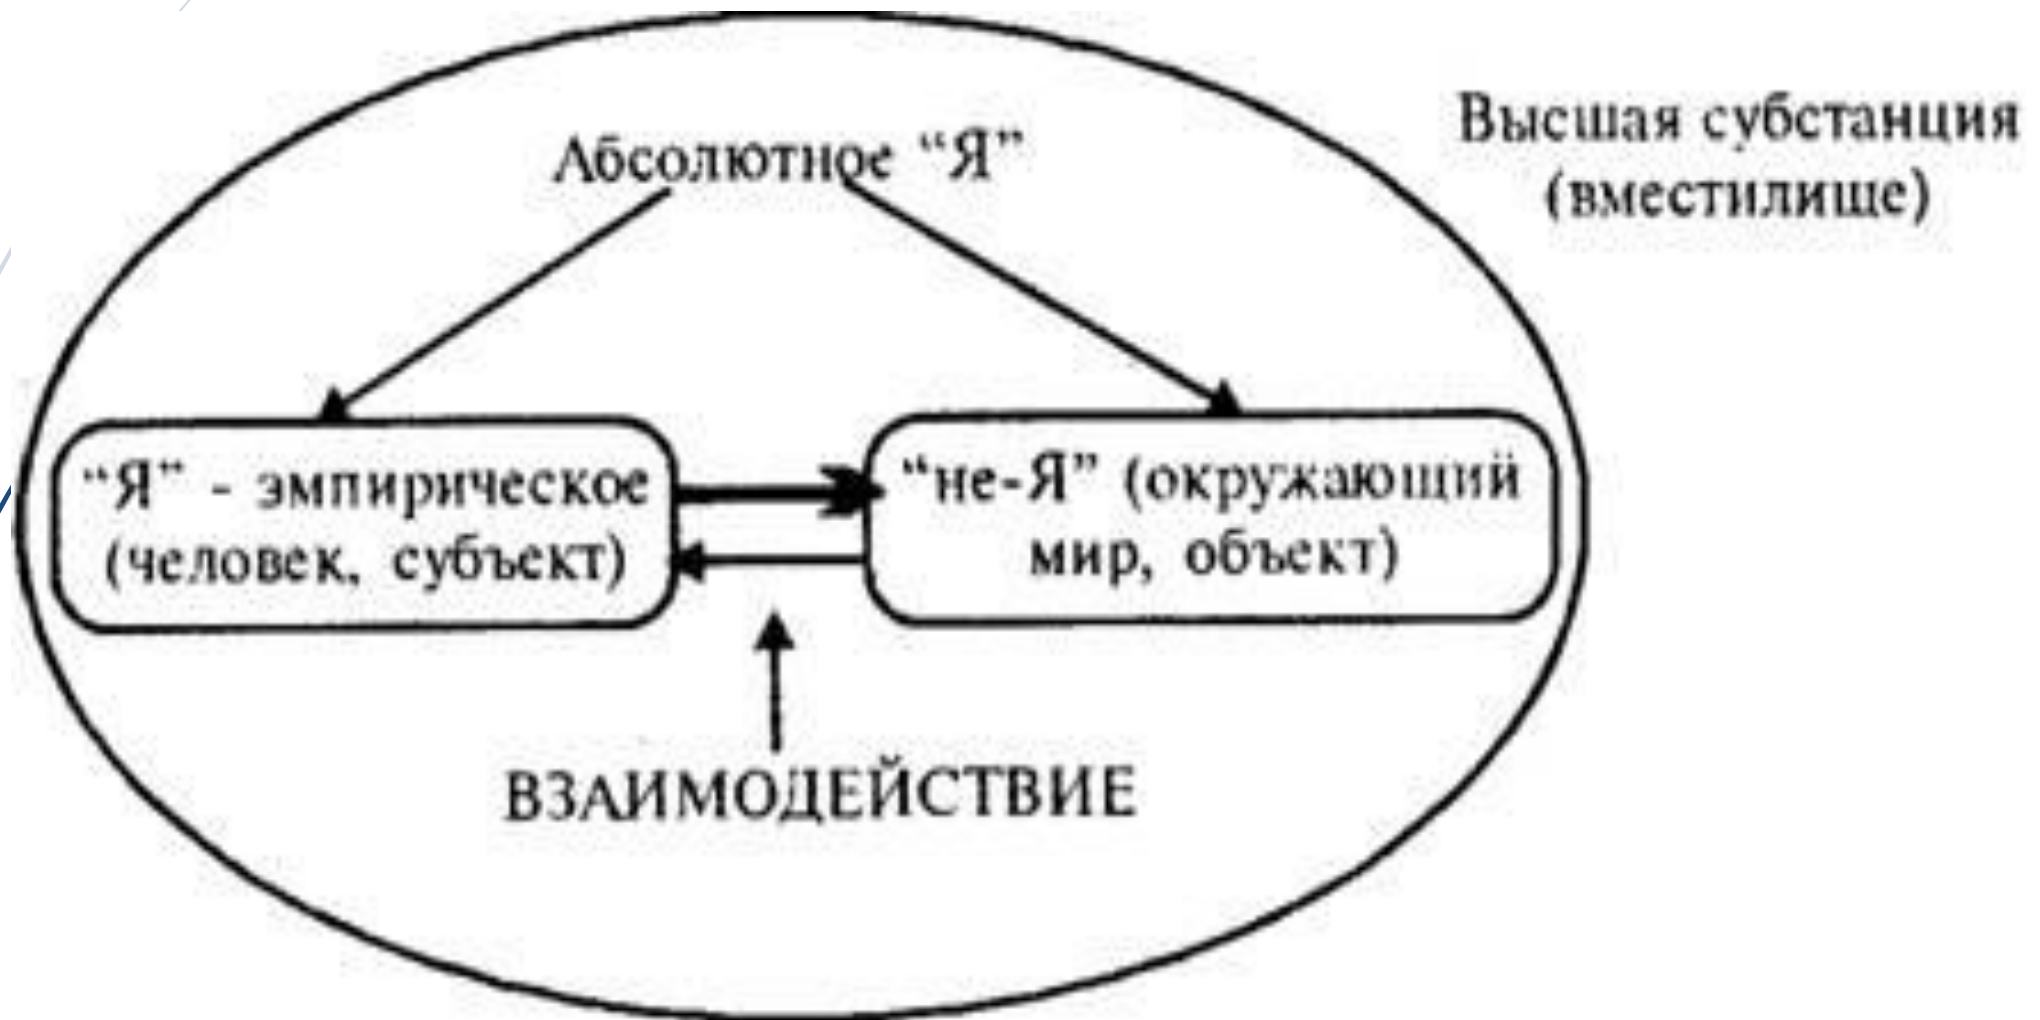 Абсолютное “Я”
Высшая субстанция
(вместилище)
“Я” - эмпирическое
(человек, субъект)
“не-Я” (окружающий
мир, объект)
ВЗАИМОДЕЙСТВИЕ